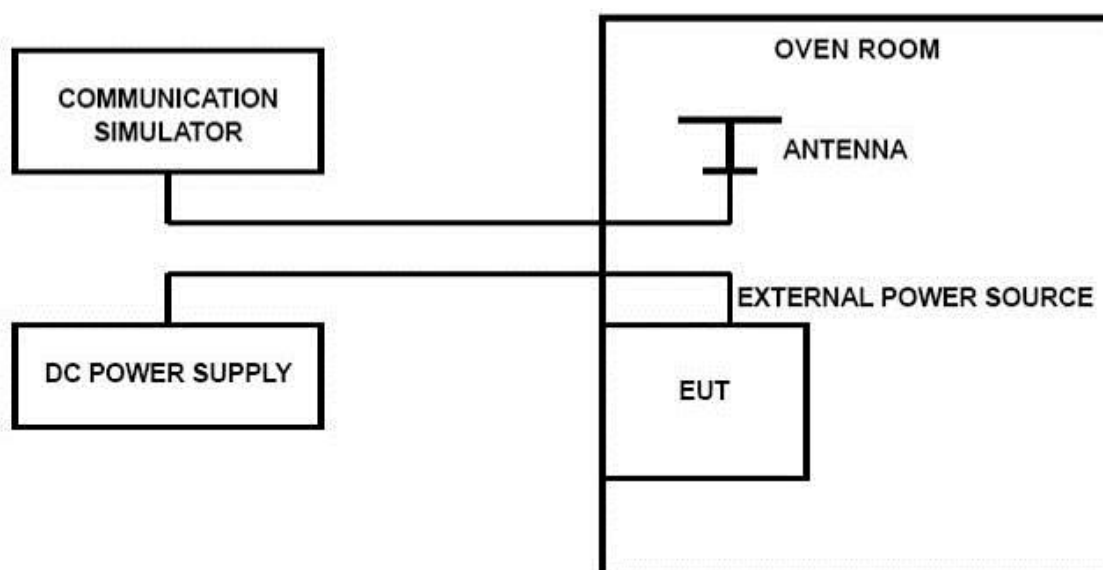 OVEN ROOM
COMMUNICATION
SIMULATOR
ANTENNA
EXTERNAL POWER SOURCE
DC POWER SUPPLY
EUT